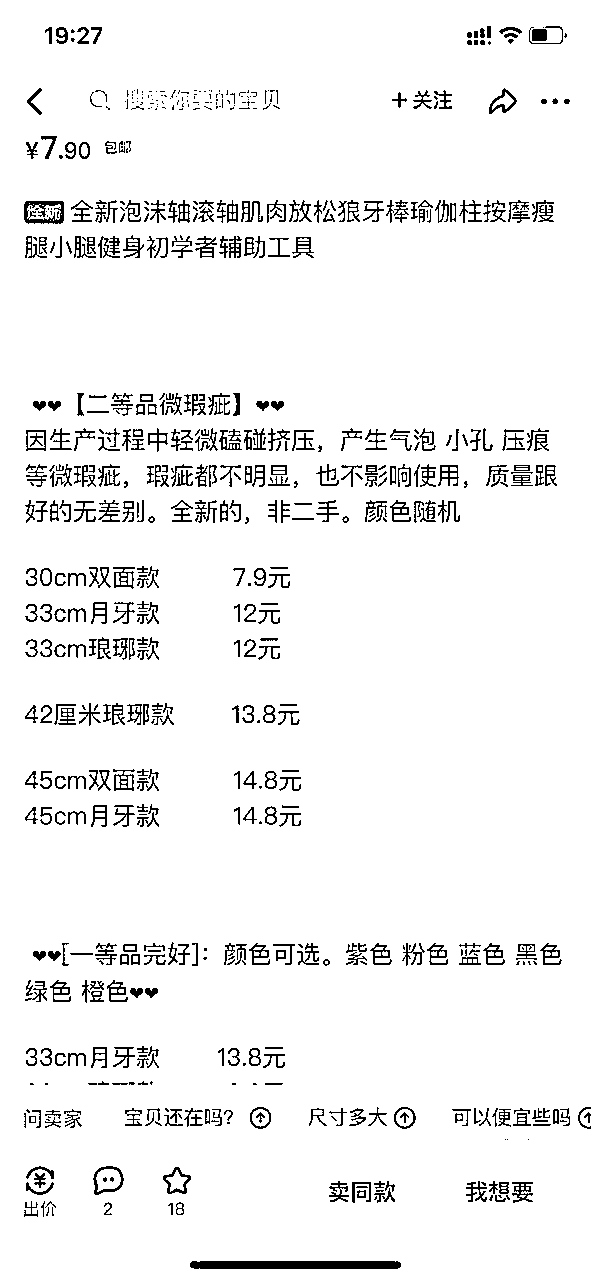 19:27
搜索你要的宝贝
+关注
¥7.90 包邮
全新 全新泡沫轴滚轴肌肉放松狼牙棒瑜伽柱按摩瘦
腿小腿健身初学者辅助工具
❤❤【二等品微瑕疵】❤❤
因生产过程中轻微磕碰挤压，产生气泡 小孔 压痕
等微瑕疵，瑕疵都不明显，也不影响使用，质量跟
好的无差别。全新的，非二手。颜色随机
30cm双面款 7.9元
33cm月牙款 12元
33cm琅琊款 12元
42厘米琅琊款 13.8元
45cm双面款 14.8元
45cm月牙款 14.8元
❤❤[一等品完好]：颜色可选。紫色 粉色 蓝色 黑色
绿色 橙色❤❤
33cm月牙款 13.8元
问卖家 宝贝还在吗？ 尺寸多大 可以便宜些吗
出价 2 18 卖同款 我想要